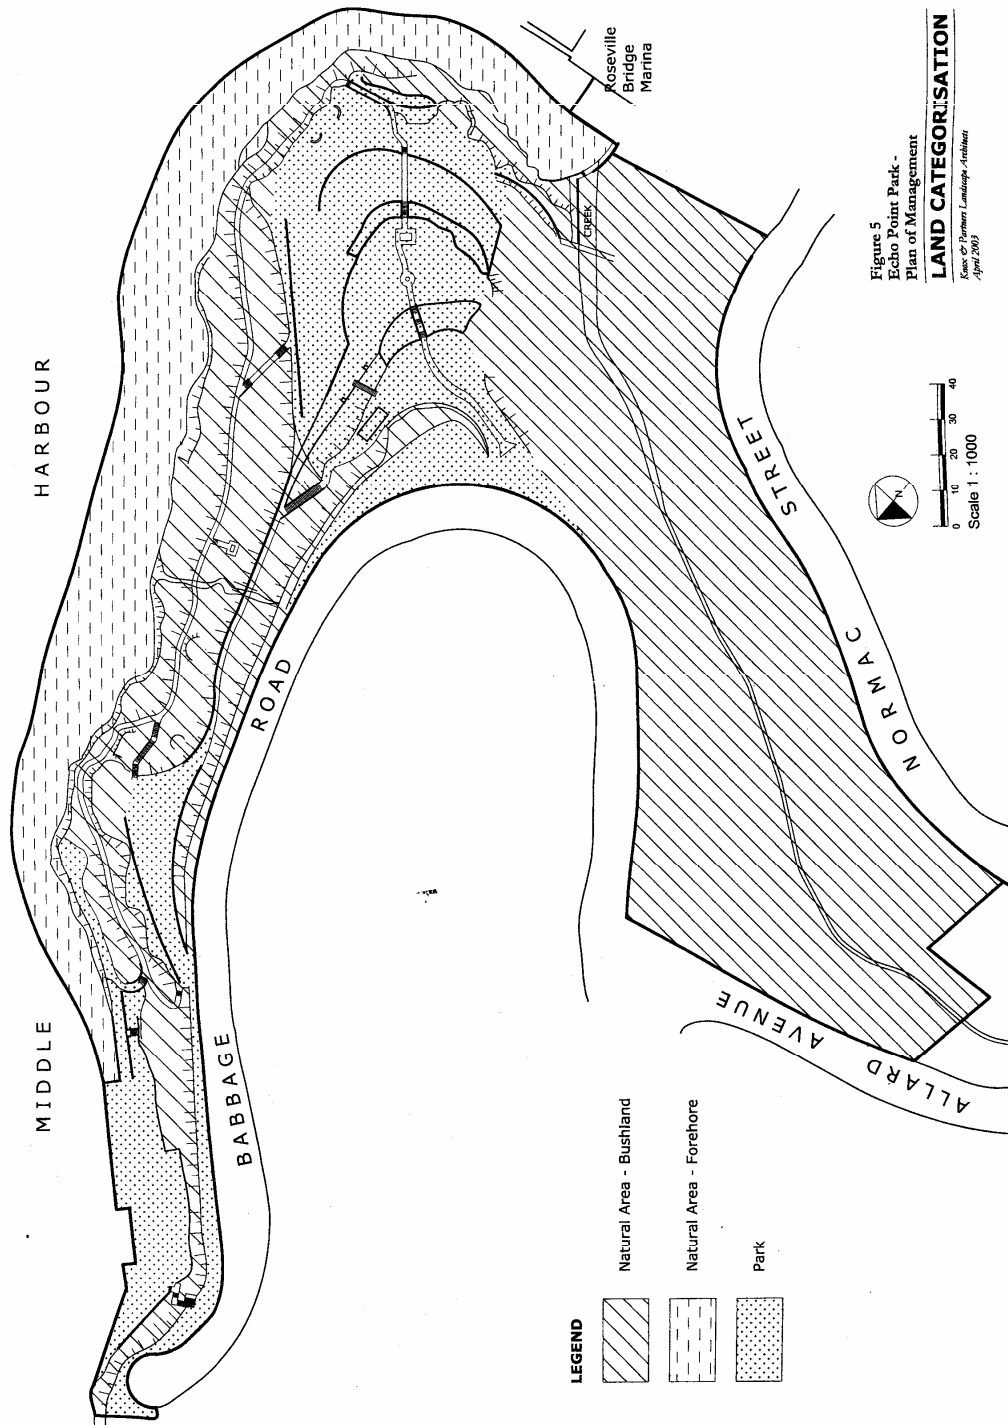 MIDDLE HARBOUR
Roseville
Bridge
Marina
CREEK
BABBAGE ROAD
ALLARD AVENUE
NORMAC STREET
LEGEND
Natural Area - Bushland
Natural Area - Forehore
Park
N
0 10 20 30 40
Scale 1 : 1000
Figure 5
Echo Point Park -
Plan of Management
LAND CATEGORISATION
Knox & Partners Landscape Architects
April 2003